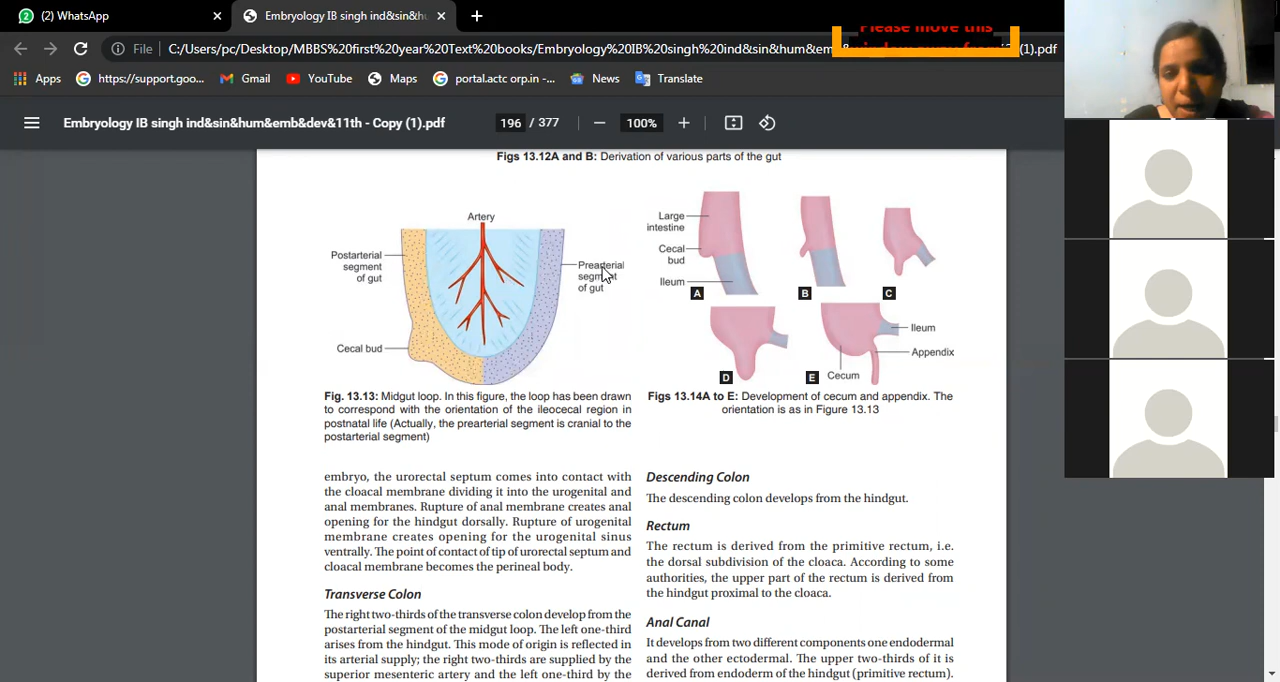 (2) WhatsApp
Embryology IB singh ind&sin&hu
File
C:/Users/pc/Desktop/MBBS%20first%20year%20Text%20books/Embryology%20IB%20singh%20ind&sin&hum&em
(1).pdf
Please move this
window away from
Apps
https://support.goo...
Gmail
YouTube
Maps
portal.actc orp.in -...
News
Translate
Embryology IB singh ind&sin&hum&emb&dev&11th - Copy (1).pdf
196 / 377
100%
Figs 13.12A and B: Derivation of various parts of the gut
Artery
Postarterial
segment
of gut
Prearterial
segment
of gut
Cecal bud
Large
intestine
Cecal
bud
Ileum
A
B
C
D
E
Ileum
Appendix
Cecum
Fig. 13.13: Midgut loop. In this figure, the loop has been drawn
to correspond with the orientation of the ileocecal region in
postnatal life (Actually, the prearterial segment is cranial to the
postarterial segment)
Figs 13.14A to E: Development of cecum and appendix. The
orientation is as in Figure 13.13
embryo, the urorectal septum comes into contact with
the cloacal membrane dividing it into the urogenital and
anal membranes. Rupture of anal membrane creates anal
opening for the hindgut dorsally. Rupture of urogenital
membrane creates opening for the urogenital sinus
ventrally. The point of contact of tip of urorectal septum and
cloacal membrane becomes the perineal body.
Transverse Colon
The right two-thirds of the transverse colon develop from the
postarterial segment of the midgut loop. The left one-third
arises from the hindgut. This mode of origin is reflected in
its arterial supply; the right two-thirds are supplied by the
superior mesenteric artery and the left one-third by the
Descending Colon
The descending colon develops from the hindgut.
Rectum
The rectum is derived from the primitive rectum, i.e.
the dorsal subdivision of the cloaca. According to some
authorities, the upper part of the rectum is derived from
the hindgut proximal to the cloaca.
Anal Canal
It develops from two different components one endodermal
and the other ectodermal. The upper two-thirds of it is
derived from endoderm of the hindgut (primitive rectum).